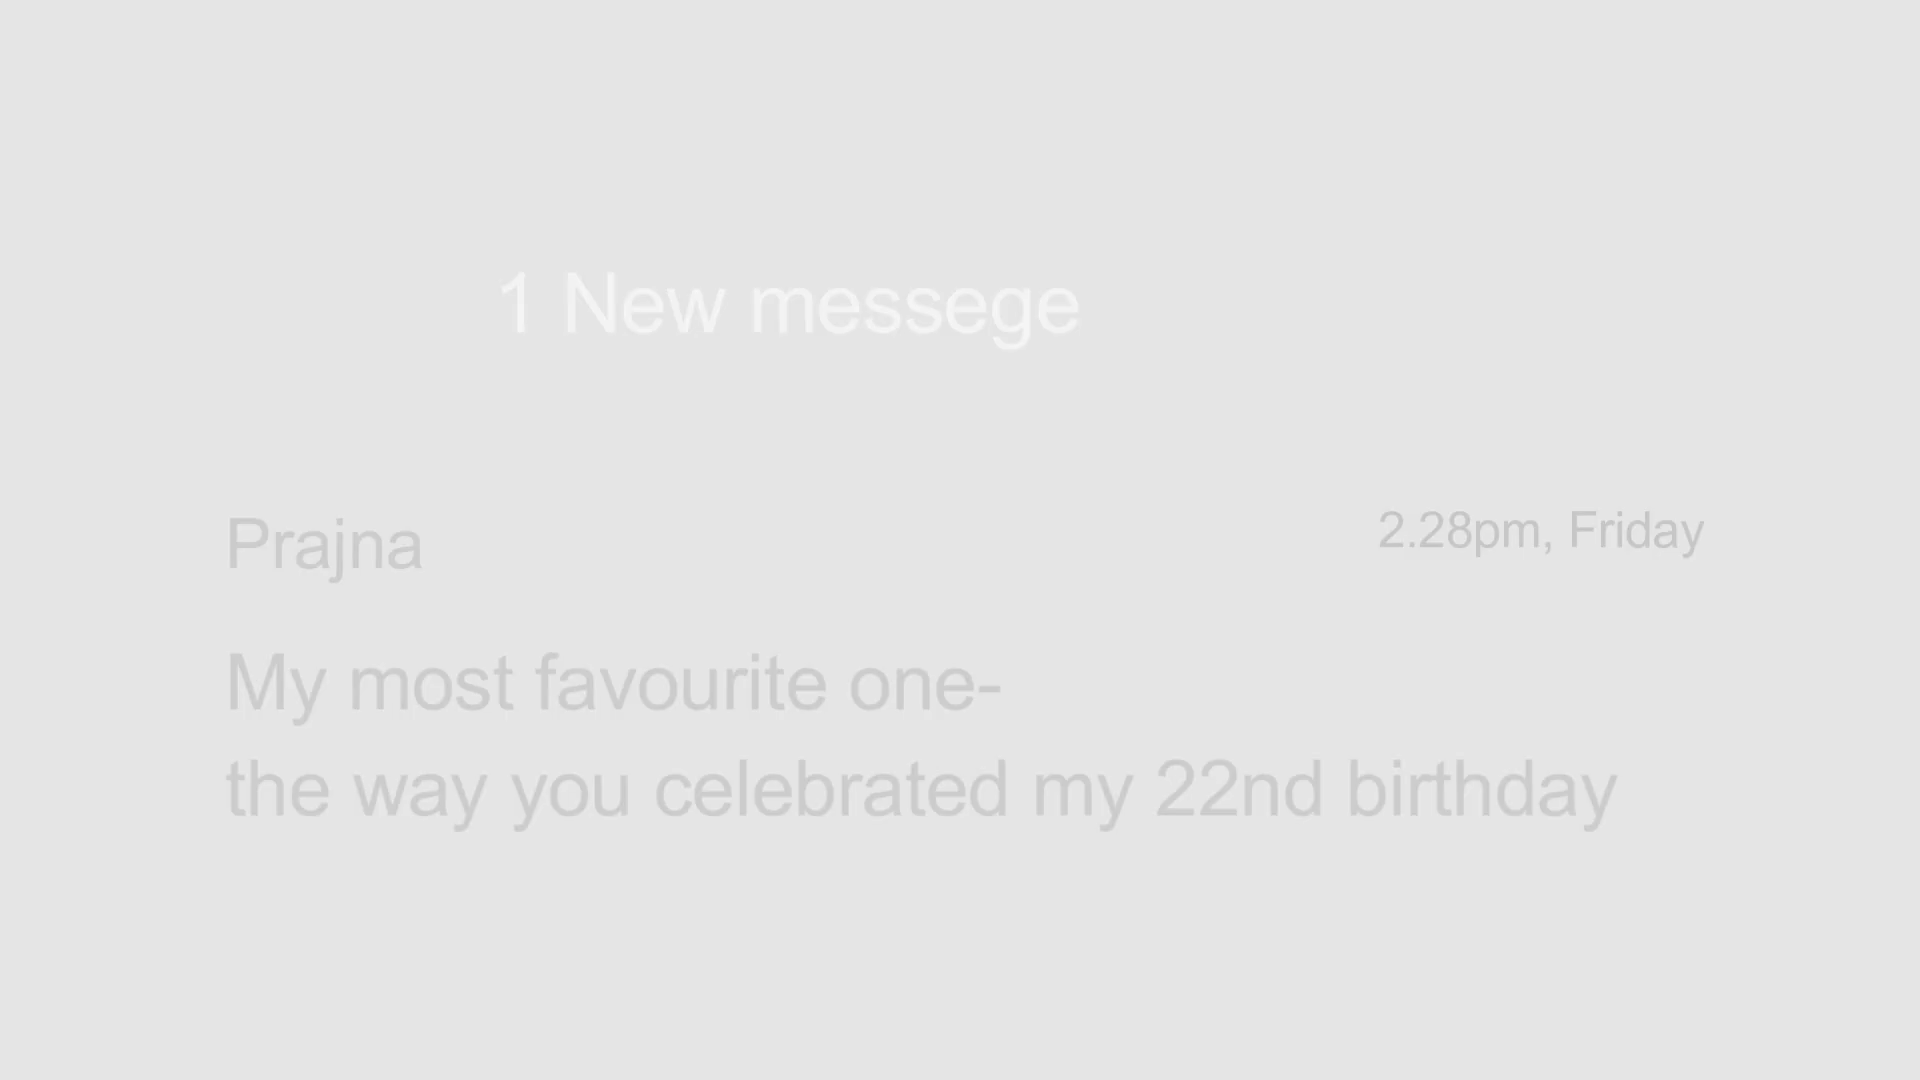 1 New messege
Prajna
2.28pm, Friday
My most favourite one-
the way you celebrated my 22nd birthday